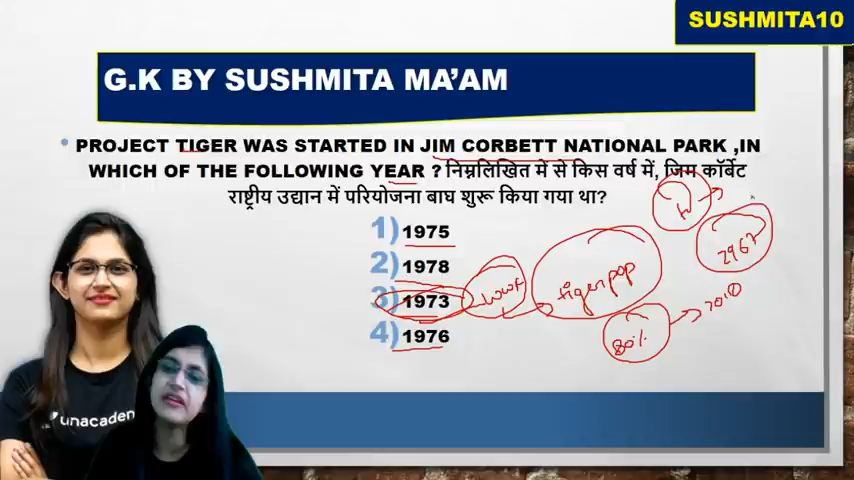 SUSHMITA10
G.K BY SUSHMITA MA'AM
PROJECT TIGER WAS STARTED IN JIM CORBETT NATIONAL PARK ,IN
WHICH OF THE FOLLOWING YEAR ? निम्नलिखित में से किस वर्ष में, जिम कॉर्बेट
राष्ट्रीय उद्यान में परियोजना बाघ शुरू किया गया था?
1) 1975
2) 1978
3) 1973
4) 1976
wwf
tiger pop
2967
80%
unacaden